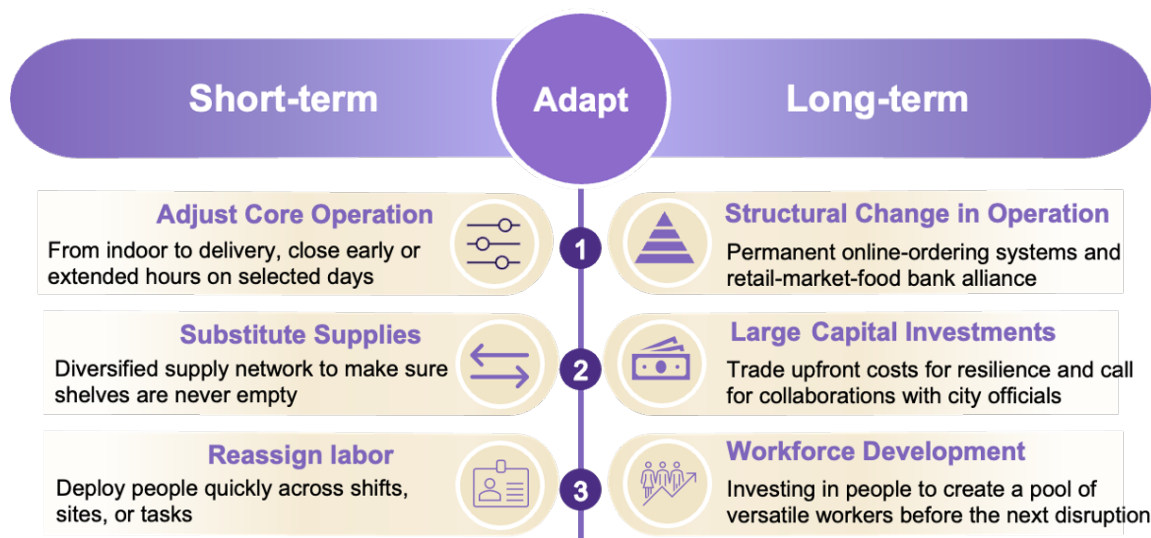 Short-term
Adapt
Long-term
Adjust Core Operation
From indoor to delivery, close early or
extended hours on selected days
1
Structural Change in Operation
Permanent online-ordering systems and
retail-market-food bank alliance
Substitute Supplies
Diversified supply network to make sure
shelves are never empty
2
Large Capital Investments
Trade upfront costs for resilience and call
for collaborations with city officials
Reassign labor
Deploy people quickly across shifts,
sites, or tasks
3
Workforce Development
Investing in people to create a pool of
versatile workers before the next disruption